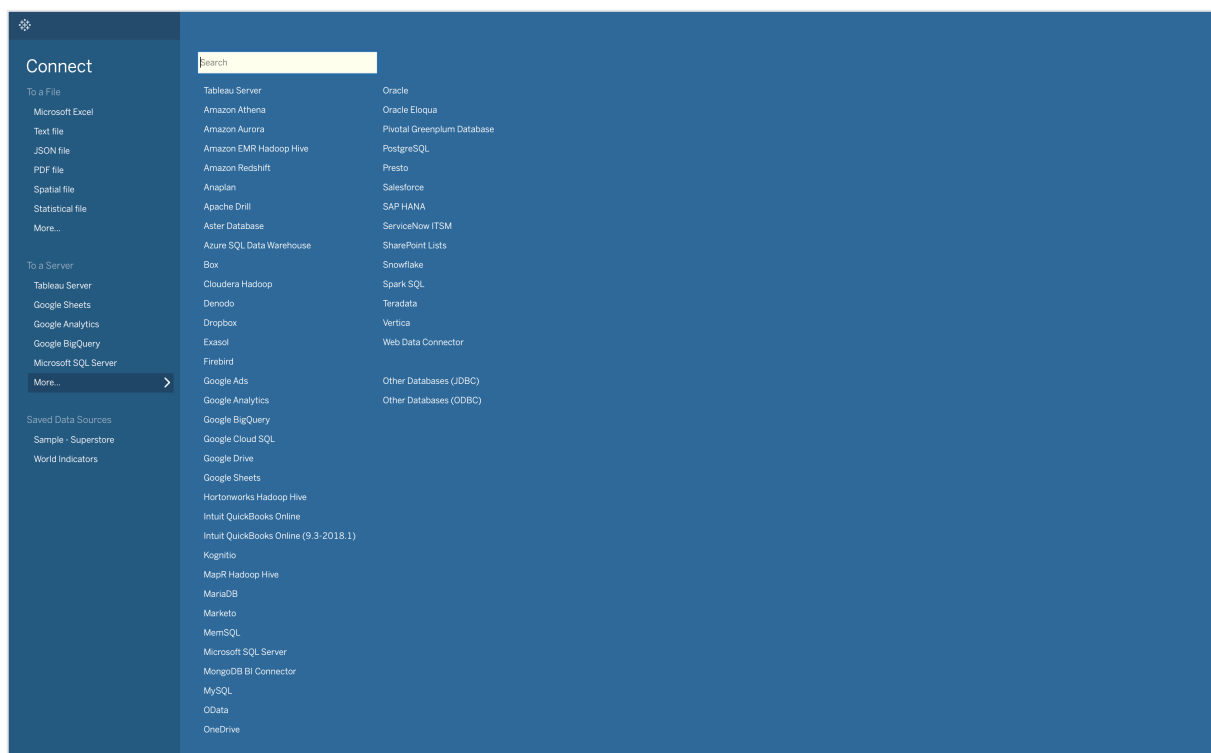 Connect
To a File
Microsoft Excel
Text file
JSON file
PDF file
Spatial file
Statistical file
More...
To a Server
Tableau Server
Google Sheets
Google Analytics
Google BigQuery
Microsoft SQL Server
More...
Saved Data Sources
Sample - Superstore
World Indicators
Search
Tableau Server
Amazon Athena
Amazon Aurora
Amazon EMR Hadoop Hive
Amazon Redshift
Anaplan
Apache Drill
Aster Database
Azure SQL Data Warehouse
Box
Cloudera Hadoop
Denodo
Dropbox
Exasol
Firebird
Google Ads
Google Analytics
Google BigQuery
Google Cloud SQL
Google Drive
Google Sheets
Hortonworks Hadoop Hive
Intuit QuickBooks Online
Intuit QuickBooks Online (9.3-2018.1)
Kognitio
MapR Hadoop Hive
MariaDB
Marketo
MemSQL
Microsoft SQL Server
MongoDB BI Connector
MySQL
OData
OneDrive
Oracle
Oracle Eloqua
Pivotal Greenplum Database
PostgreSQL
Presto
Salesforce
SAP HANA
ServiceNow ITSM
SharePoint Lists
Snowflake
Spark SQL
Teradata
Vertica
Web Data Connector
Other Databases (JDBC)
Other Databases (ODBC)